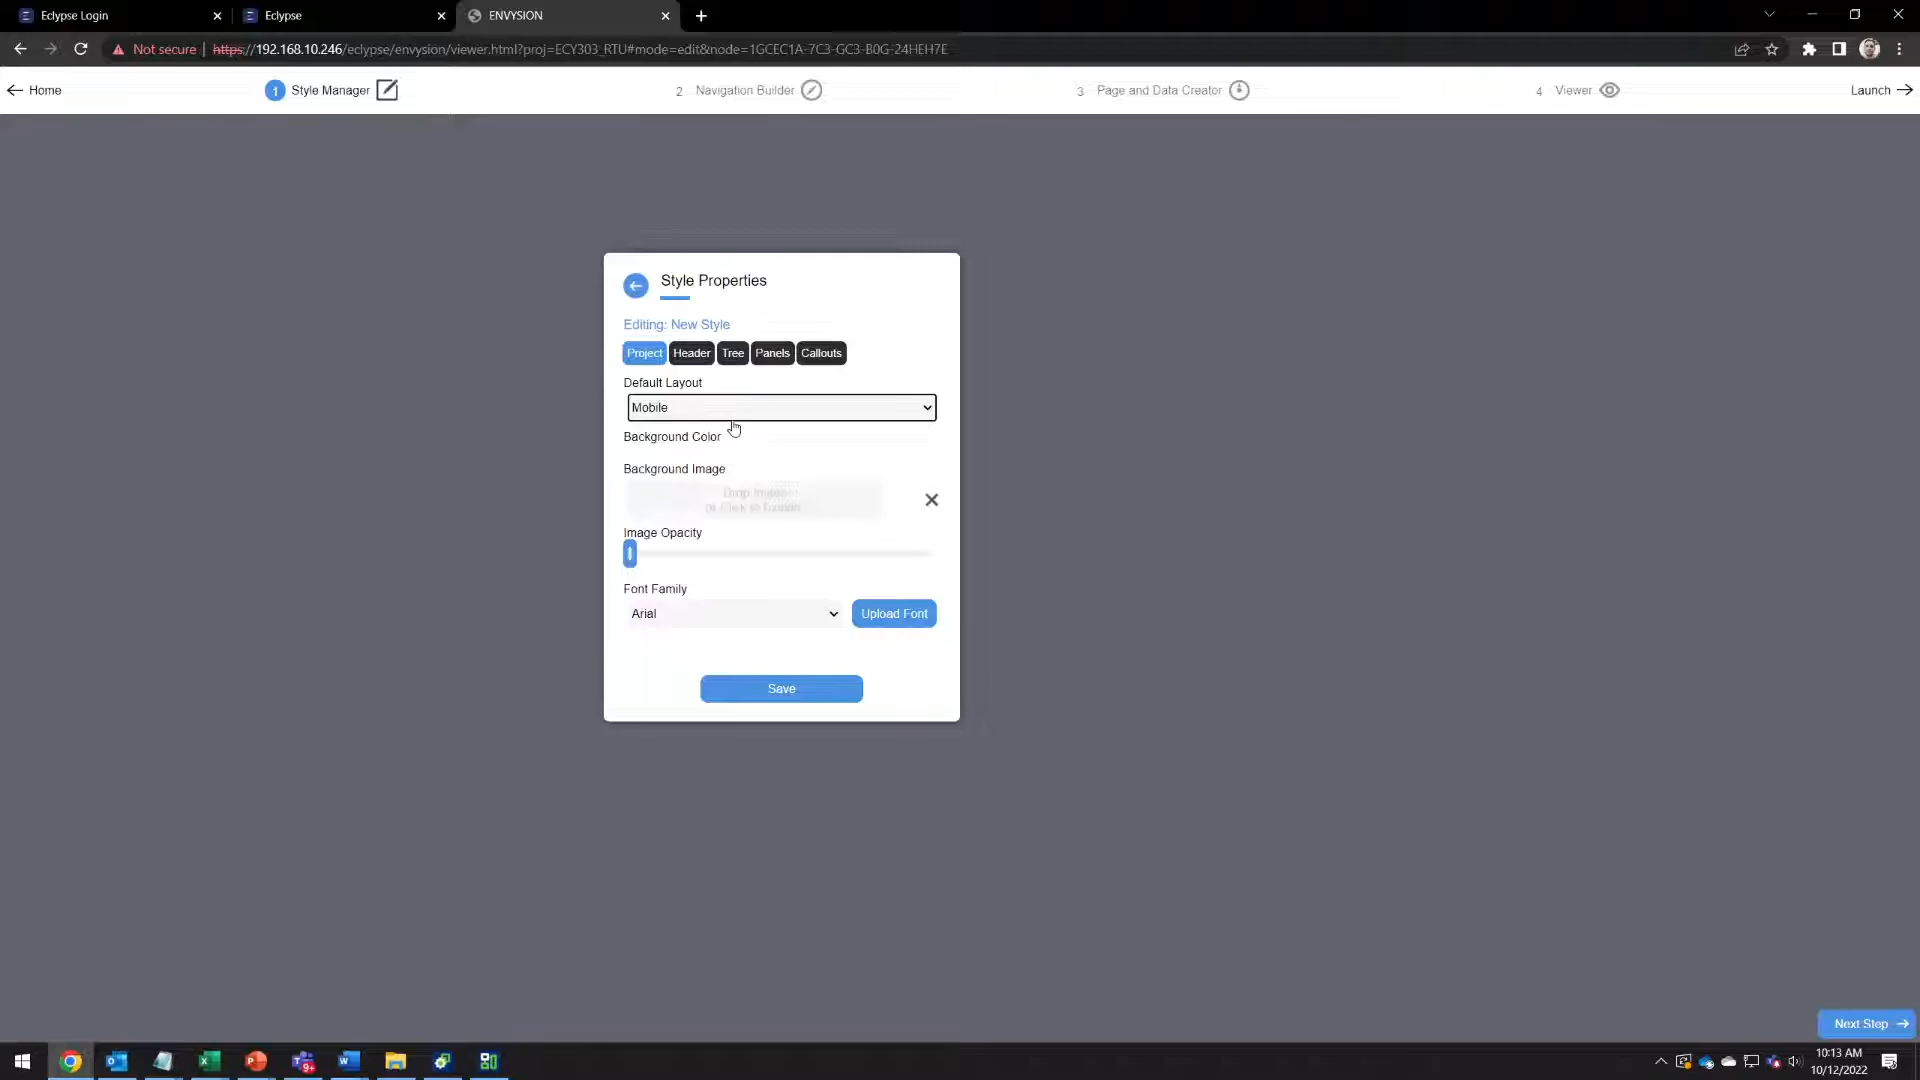 Eclypse Login
Eclypse
ENVYSION
Not secure | https://192.168.10.246/eclypse/envysion/viewer.html?proj=ECY303_RTU#mode=edit&node=1GCEC1A-7C3-GC3-B0G-24HEH7E
Home
1 Style Manager
2 Navigation Builder
3 Page and Data Creator
4 Viewer
Launch
Style Properties
Editing: New Style
Project Header Tree Panels Callouts
Default Layout
Mobile
Background Color
Background Image
Drop Image
Image Opacity
Font Family
Arial
Upload Font
Save
Next Step
10:13 AM
10/12/2022